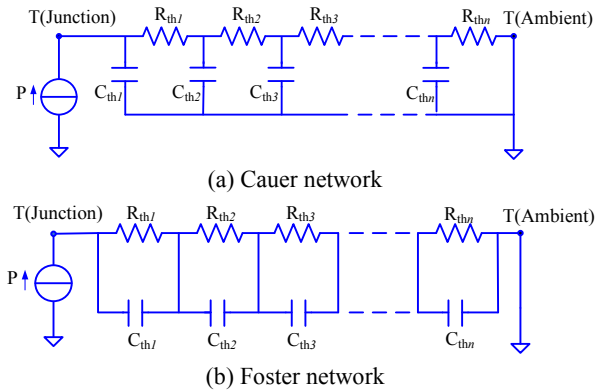 T(Junction) Rth1 Rth2 Rth3 Rthn T(Ambient)
P Cth1 Cth2 Cth3 Cthn
(a) Cauer network
T(Junction) Rth1 Rth2 Rth3 Rthn T(Ambient)
P
Cth1 Cth2 Cth3 Cthn
(b) Foster network